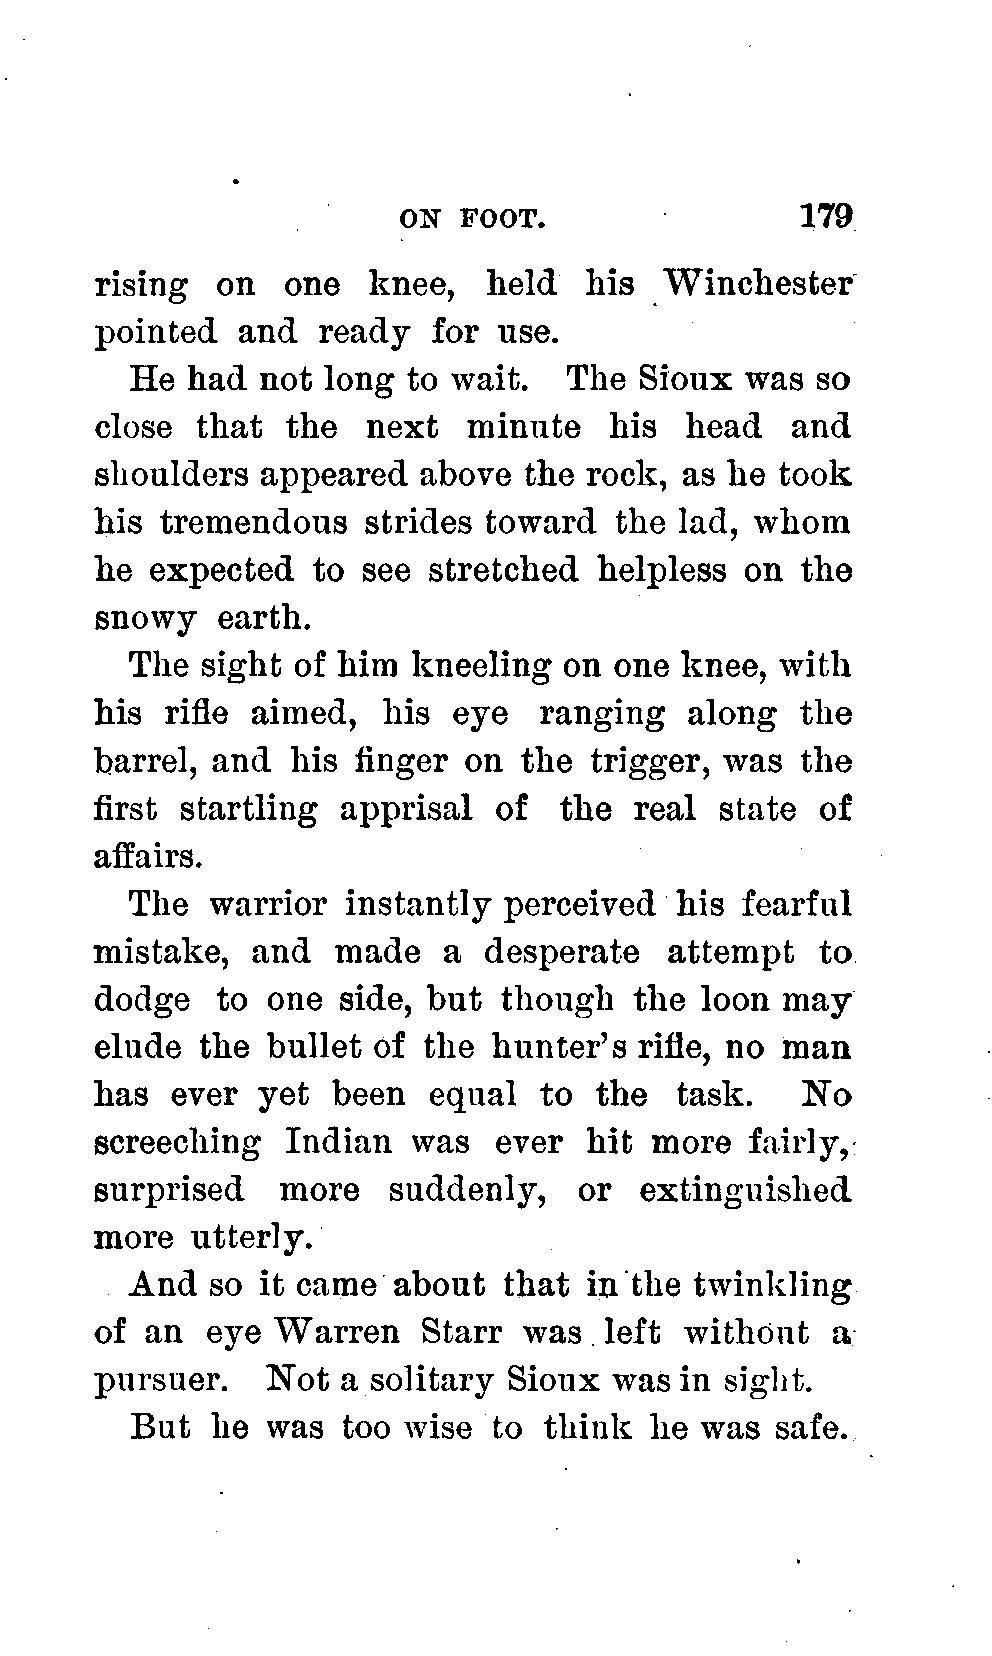 ON FOOT. 179
rising on one knee, held his Winchester
pointed and ready for use.
He had not long to wait. The Sioux was so
close that the next minute his head and
shoulders appeared above the rock, as he took
his tremendous strides toward the lad, whom
he expected to see stretched helpless on the
snowy earth.
The sight of him kneeling on one knee, with
his rifle aimed, his eye ranging along the
barrel, and his finger on the trigger, was the
first startling apprisal of the real state of
affairs.
The warrior instantly perceived his fearful
mistake, and made a desperate attempt to
dodge to one side, but though the loon may
elude the bullet of the hunter's rifle, no man
has ever yet been equal to the task. No
screeching Indian was ever hit more fairly,
surprised more suddenly, or extinguished
more utterly.
And so it came about that in the twinkling
of an eye Warren Starr was left without a
pursuer. Not a solitary Sioux was in sight.
But he was too wise to think he was safe.